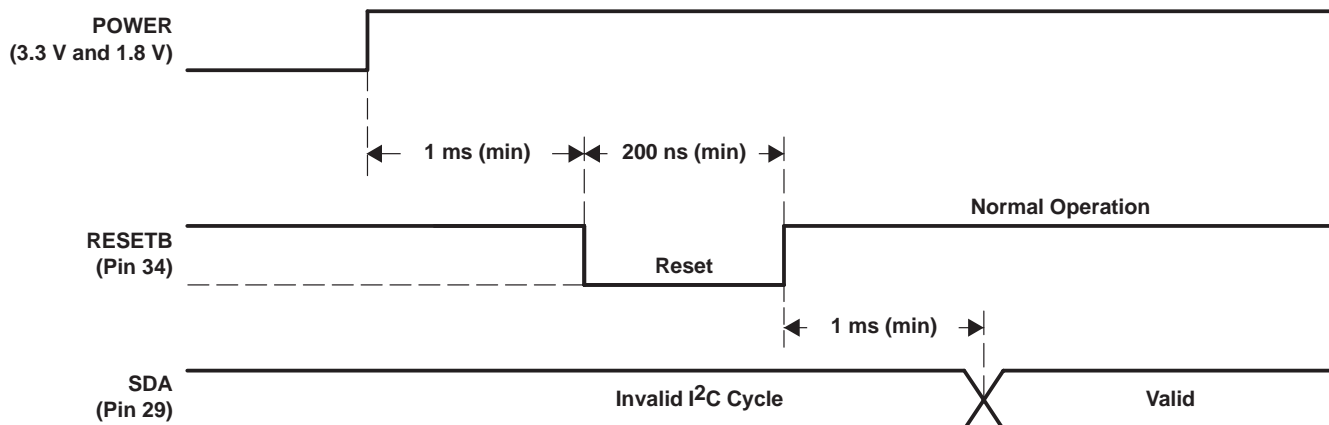 POWER
(3.3 V and 1.8 V)
1 ms (min)
200 ns (min)
Normal Operation
RESETB
(Pin 34)
Reset
1 ms (min)
SDA
(Pin 29)
Invalid I²C Cycle
Valid